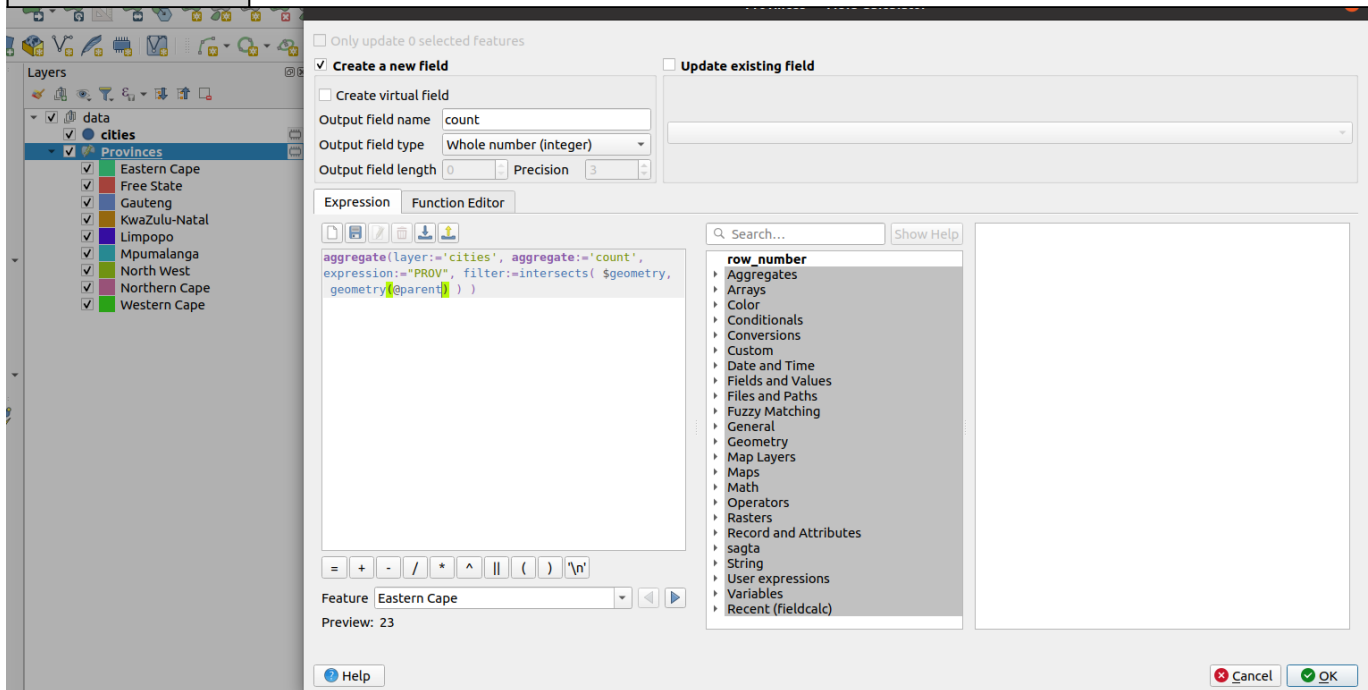 Only update 0 selected features
Create a new field
Update existing field
Layers
Create virtual field
Output field name count
Output field type Whole number (integer)
Output field length 0 Precision 3
data
cities
Provinces
Eastern Cape
Free State
Gauteng
KwaZulu-Natal
Limpopo
Mpumalanga
North West
Northern Cape
Western Cape
Expression Function Editor
Search... Show Help
aggregate(layer:='cities', aggregate:='count',
expression:="PROV", filter:=intersects( $geometry,
geometry(@parent) ) )
row_number
Aggregates
Arrays
Color
Conditionals
Conversions
Custom
Date and Time
Fields and Values
Files and Paths
Fuzzy Matching
General
Geometry
Map Layers
Maps
Math
Operators
Rasters
Record and Attributes
sagta
String
User expressions
Variables
Recent (fieldcalc)
= + - / * ^ || ( ) '\n'
Feature Eastern Cape
Preview: 23
Help
Cancel OK